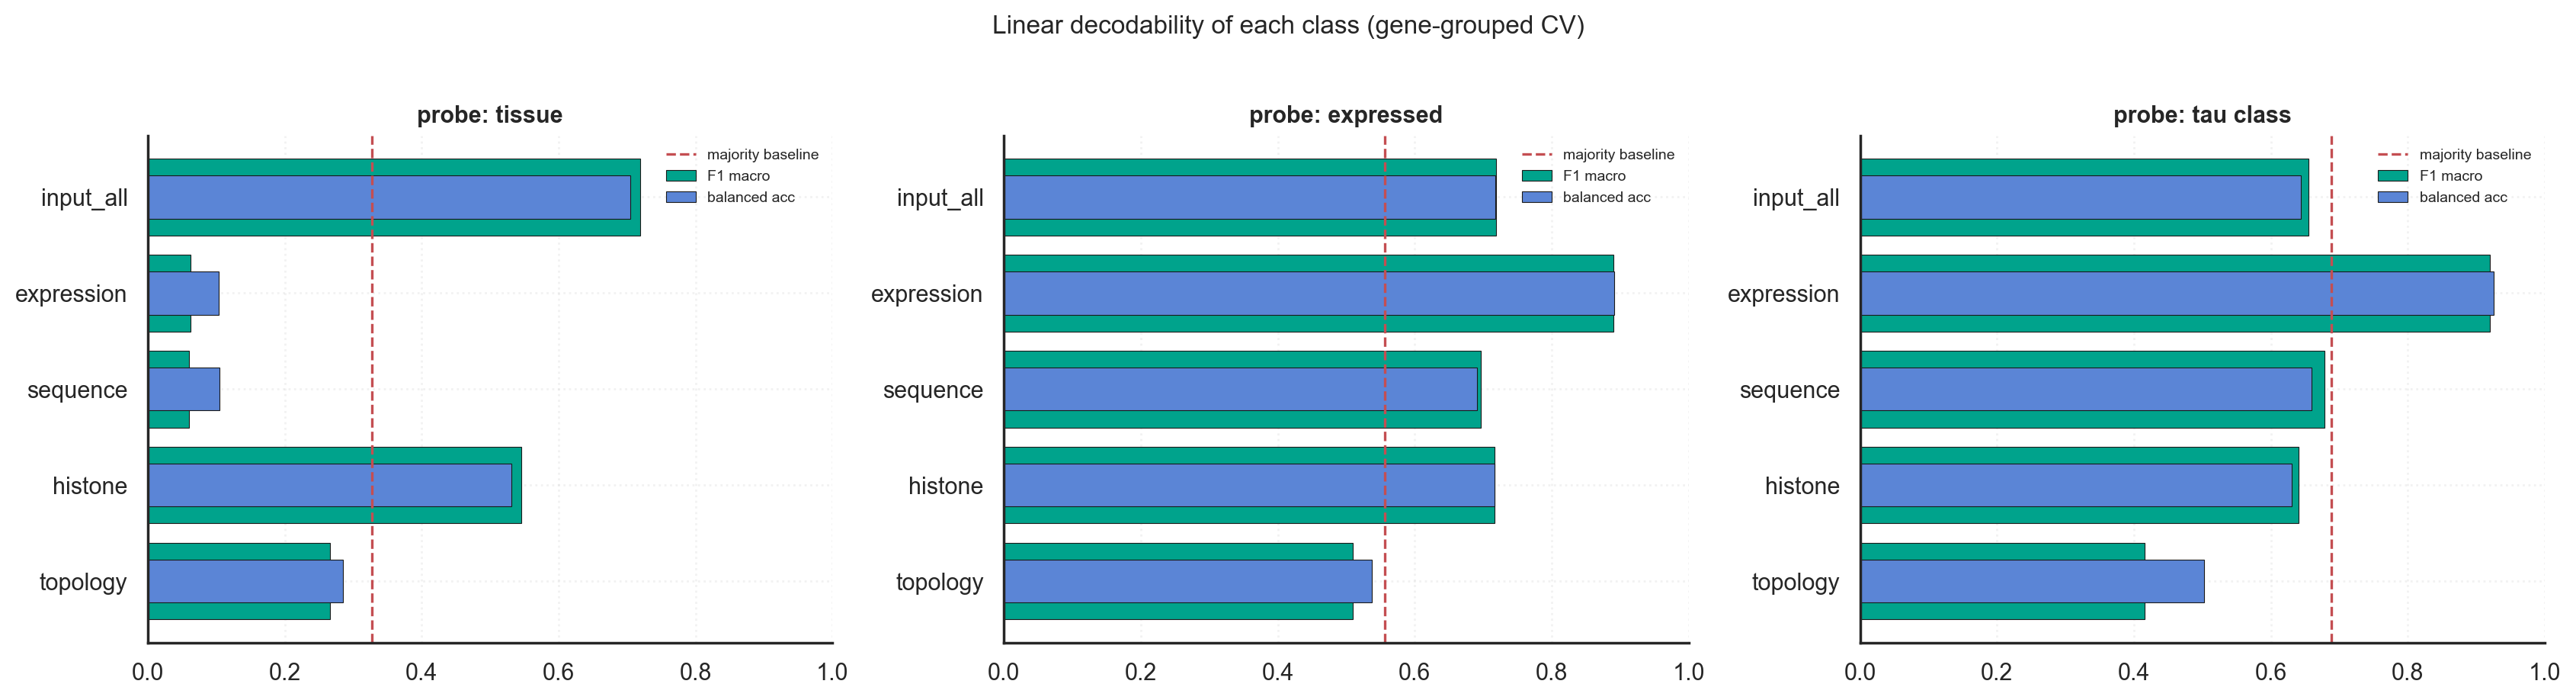 Linear decodability of each class (gene-grouped CV)
probe: tissue
majority baseline
F1 macro
balanced acc
input_all
expression
sequence
histone
topology
0.0 0.2 0.4 0.6 0.8 1.0
probe: expressed
majority baseline
F1 macro
balanced acc
input_all
expression
sequence
histone
topology
0.0 0.2 0.4 0.6 0.8 1.0
probe: tau class
majority baseline
F1 macro
balanced acc
input_all
expression
sequence
histone
topology
0.0 0.2 0.4 0.6 0.8 1.0